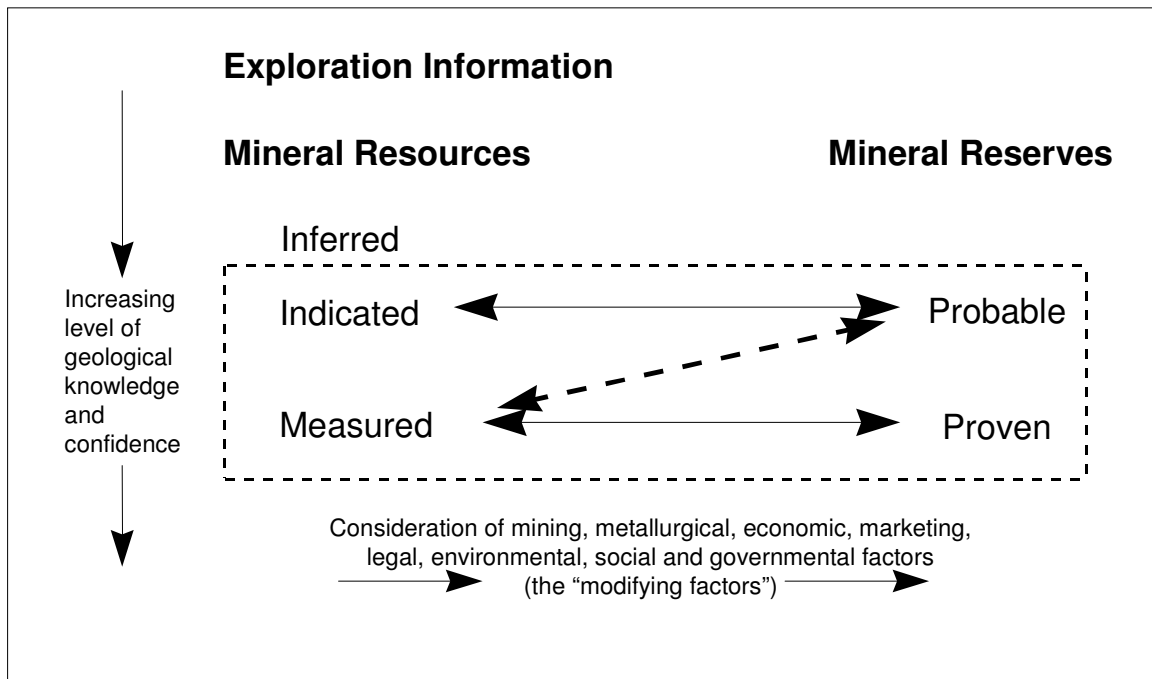 Exploration Information
Mineral Resources
Mineral Reserves
Inferred
Indicated
Probable
Measured
Proven
Increasing
level of
geological
knowledge
and
confidence
Consideration of mining, metallurgical, economic, marketing,
legal, environmental, social and governmental factors
(the “modifying factors”)